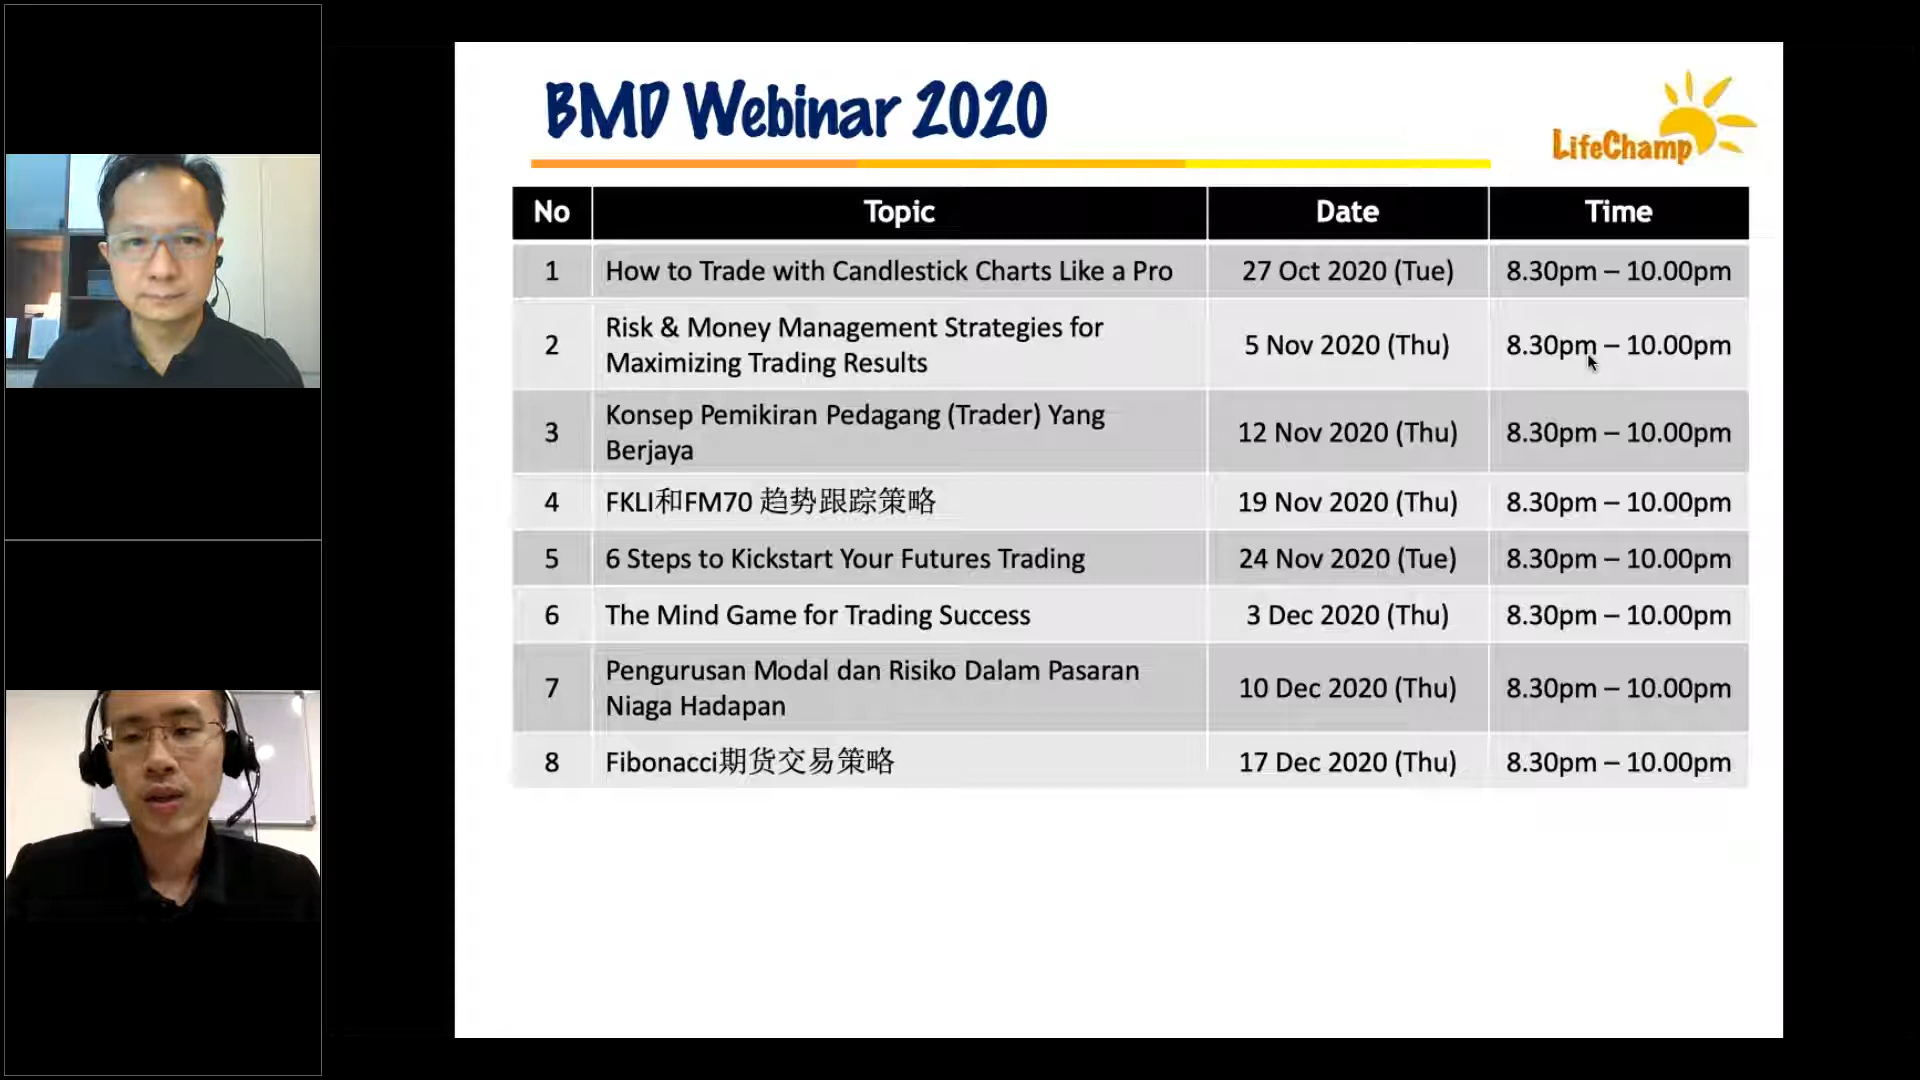 BMD Webinar 2020
LifeChamp
No Topic Date Time
1 How to Trade with Candlestick Charts Like a Pro 27 Oct 2020 (Tue) 8.30pm – 10.00pm
2 Risk & Money Management Strategies for
Maximizing Trading Results 5 Nov 2020 (Thu) 8.30pm – 10.00pm
3 Konsep Pemikiran Pedagang (Trader) Yang
Berjaya 12 Nov 2020 (Thu) 8.30pm – 10.00pm
4 FKLI和FM70 趋势跟踪策略 19 Nov 2020 (Thu) 8.30pm – 10.00pm
5 6 Steps to Kickstart Your Futures Trading 24 Nov 2020 (Tue) 8.30pm – 10.00pm
6 The Mind Game for Trading Success 3 Dec 2020 (Thu) 8.30pm – 10.00pm
7 Pengurusan Modal dan Risiko Dalam Pasaran
Niaga Hadapan 10 Dec 2020 (Thu) 8.30pm – 10.00pm
8 Fibonacci期货交易策略 17 Dec 2020 (Thu) 8.30pm – 10.00pm